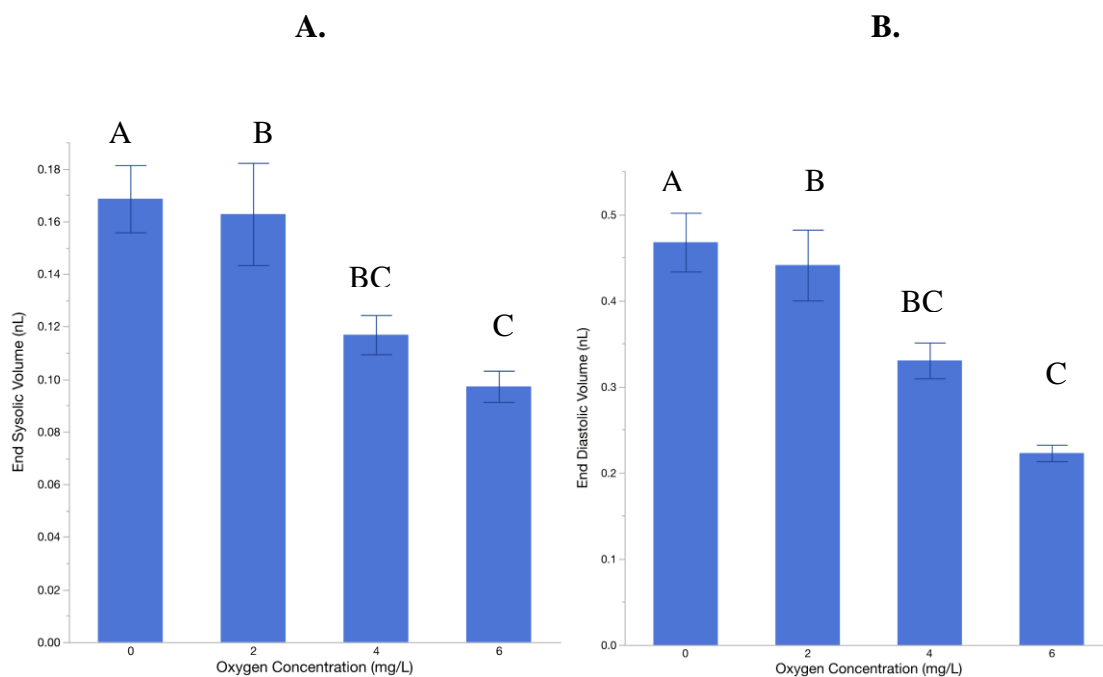 A.
B.
A
B
BC
C
0.18
0.16
0.14
0.12
0.10
0.08
0.06
0.04
0.02
0.00
End Sysolic Volume (nL)
0
2
4
6
Oxygen Concentration (mg/L)
A
B
BC
C
0.5
0.4
0.3
0.2
0.1
0.0
End Diastolic Volume (nL)
0
2
4
6
Oxygen Concentration (mg/L)